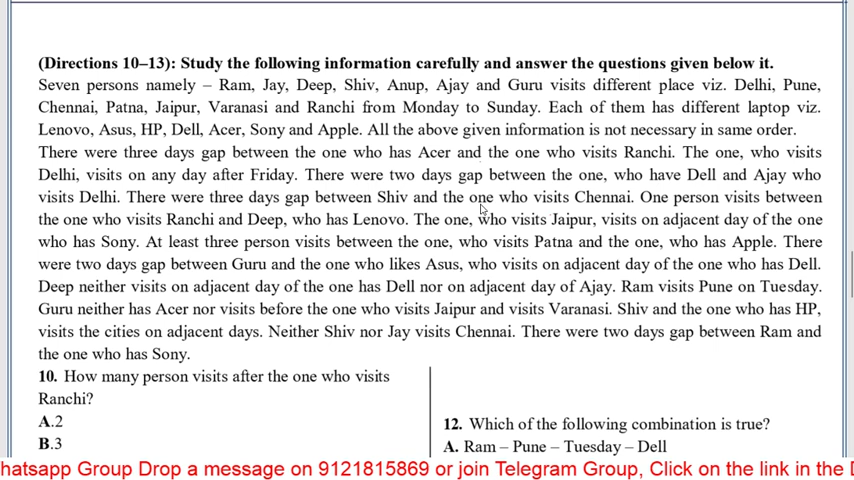 (Directions 10–13): Study the following information carefully and answer the questions given below it.
Seven persons namely – Ram, Jay, Deep, Shiv, Anup, Ajay and Guru visits different place viz. Delhi, Pune,
Chennai, Patna, Jaipur, Varanasi and Ranchi from Monday to Sunday. Each of them has different laptop viz.
Lenovo, Asus, HP, Dell, Acer, Sony and Apple. All the above given information is not necessary in same order.
There were three days gap between the one who has Acer and the one who visits Ranchi. The one, who visits
Delhi, visits on any day after Friday. There were two days gap between the one, who have Dell and Ajay who
visits Delhi. There were three days gap between Shiv and the one who visits Chennai. One person visits between
the one who visits Ranchi and Deep, who has Lenovo. The one, who visits Jaipur, visits on adjacent day of the one
who has Sony. At least three person visits between the one, who visits Patna and the one, who has Apple. There
were two days gap between Guru and the one who likes Asus, who visits on adjacent day of the one who has Dell.
Deep neither visits on adjacent day of the one has Dell nor on adjacent day of Ajay. Ram visits Pune on Tuesday.
Guru neither has Acer nor visits before the one who visits Jaipur and visits Varanasi. Shiv and the one who has HP,
visits the cities on adjacent days. Neither Shiv nor Jay visits Chennai. There were two days gap between Ram and
the one who has Sony.
10. How many person visits after the one who visits
Ranchi?
A.2
B.3
12. Which of the following combination is true?
A. Ram – Pune – Tuesday – Dell
hatsapp Group Drop a message on 9121815869 or join Telegram Group, Click on the link in the D